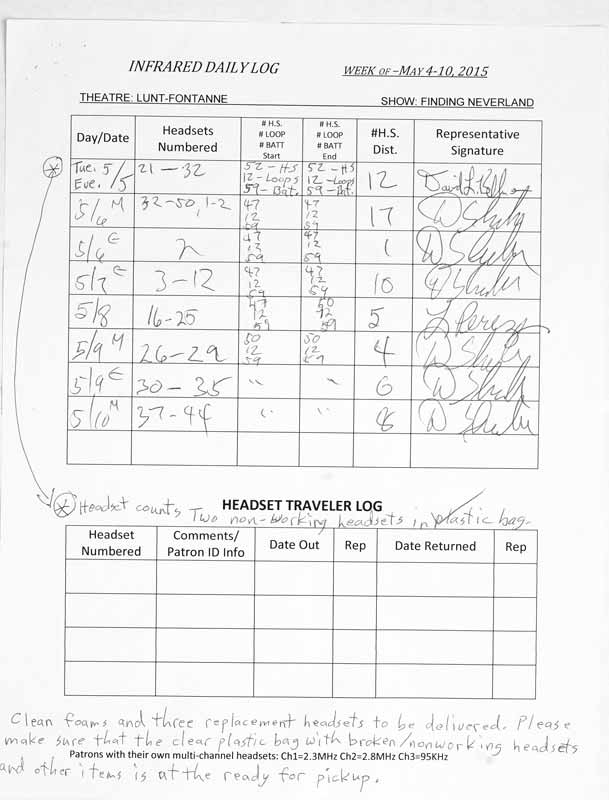 INFRARED DAILY LOG WEEK OF –MAY 4-10, 2015
THEATRE: LUNT-FONTANNE SHOW: FINDING NEVERLAND
Day/Date Headsets Numbered # H.S. # LOOP # BATT Start # H.S. # LOOP # BATT End #H.S. Dist. Representative Signature
Tue. 5/5 Eve. 21 – 32 52 – HS 12 – Loops 59 – Bat. 52 – HS 12 – Loops 59 – Bat. 12 David L.
5/6 M 32–50, 1–2 47 12 59 47 12 59 17 W
5/6 E 2 47 12 59 47 12 59 1 W
5/7 E 3–12 47 12 59 47 12 59 10 W
5/8 16–25 47 12 59 50 12 59 5 L Perez
5/9 M 26–29 50 12 59 50 12 59 4 W
5/9 E 30 – 35 " " 6 W
5/10 M 37–44 " " 8 W
Headset counts HEADSET TRAVELER LOG
Two non-working headsets in plastic bag.
Headset Numbered Comments/ Patron ID Info Date Out Rep Date Returned Rep
Clean foams and three replacement headsets to be delivered. Please
make sure that the clear plastic bag with broken/nonworking headsets
Patrons with their own multi-channel headsets: Ch1=2.3MHz Ch2=2.8MHz Ch3=95KHz
and other items is at the ready for pickup.